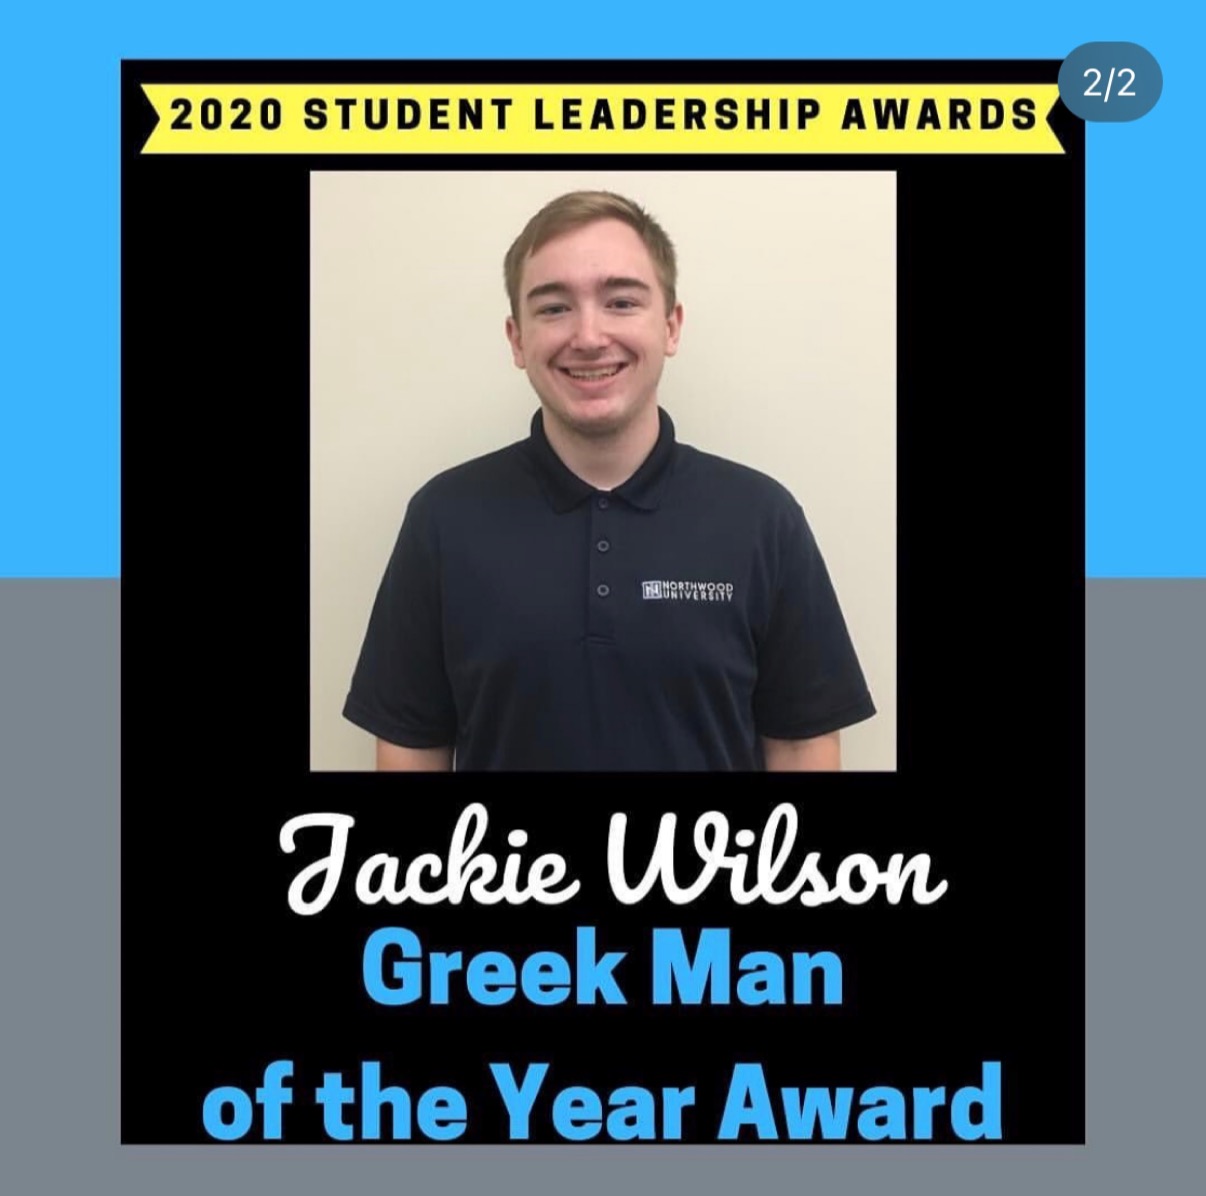 2/2
2020 STUDENT LEADERSHIP AWARDS
NORTHWOOD
UNIVERSITY
Jackie Wilson
Greek Man
of the Year Award